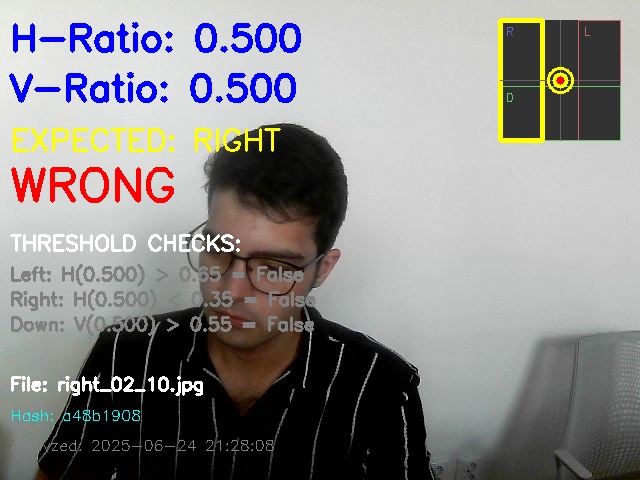 H-Ratio: 0.500
V-Ratio: 0.500
EXPECTED: RIGHT
WRONG
R
L
D
THRESHOLD CHECKS:
Left: H(0.500) > 0.65 = False
Right: H(0.500) < 0.35 = False
Down: V(0.500) > 0.55 = False
File: right_02_10.jpg
Hash: a48b1908
yzed: 2025-06-24 21:28:08